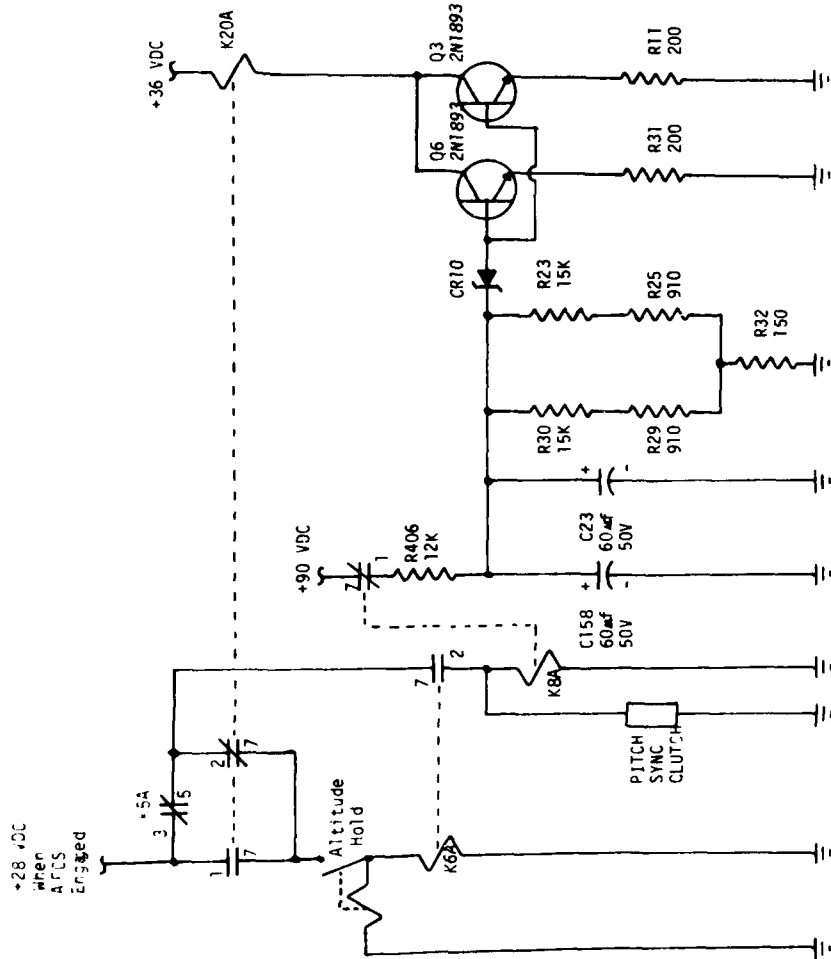 +28 VDC
When
AFCS
Engaged
+36 VDC
K20A
K5A
3
5
1
7
2
7
Altitude
Hold
K6A
7
2
K8A
PITCH
SYNC
CLUTCH
+90 VDC
7
1
R406
12K
C158
60mf
50V
+
-
C23
60mf
50V
+
-
R30
15K
R29
910
R23
15K
R25
910
R32
150
CR10
Q6
2N1893
Q3
2N1893
R31
200
R11
200